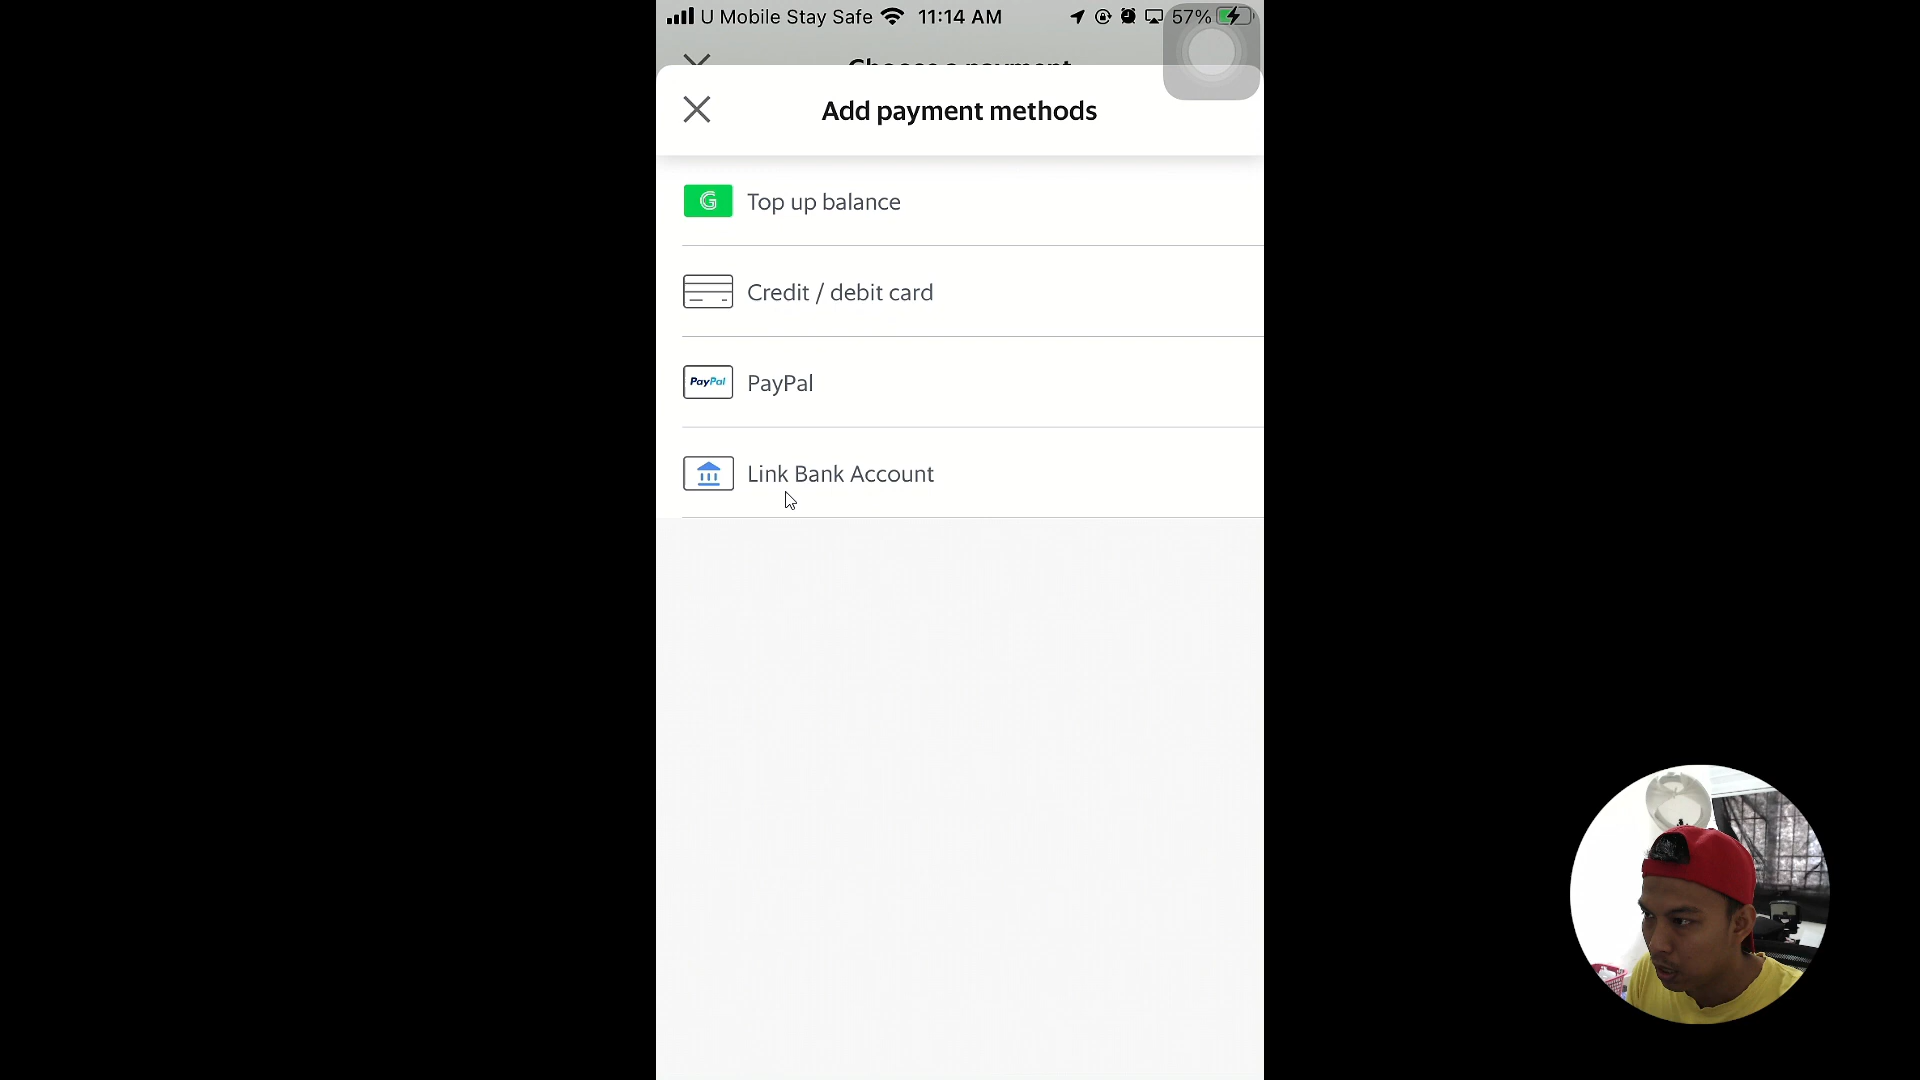 U Mobile Stay Safe 11:14 AM 57%
Choose a payment
Add payment methods
G Top up balance
Credit / debit card
PayPal PayPal
Link Bank Account